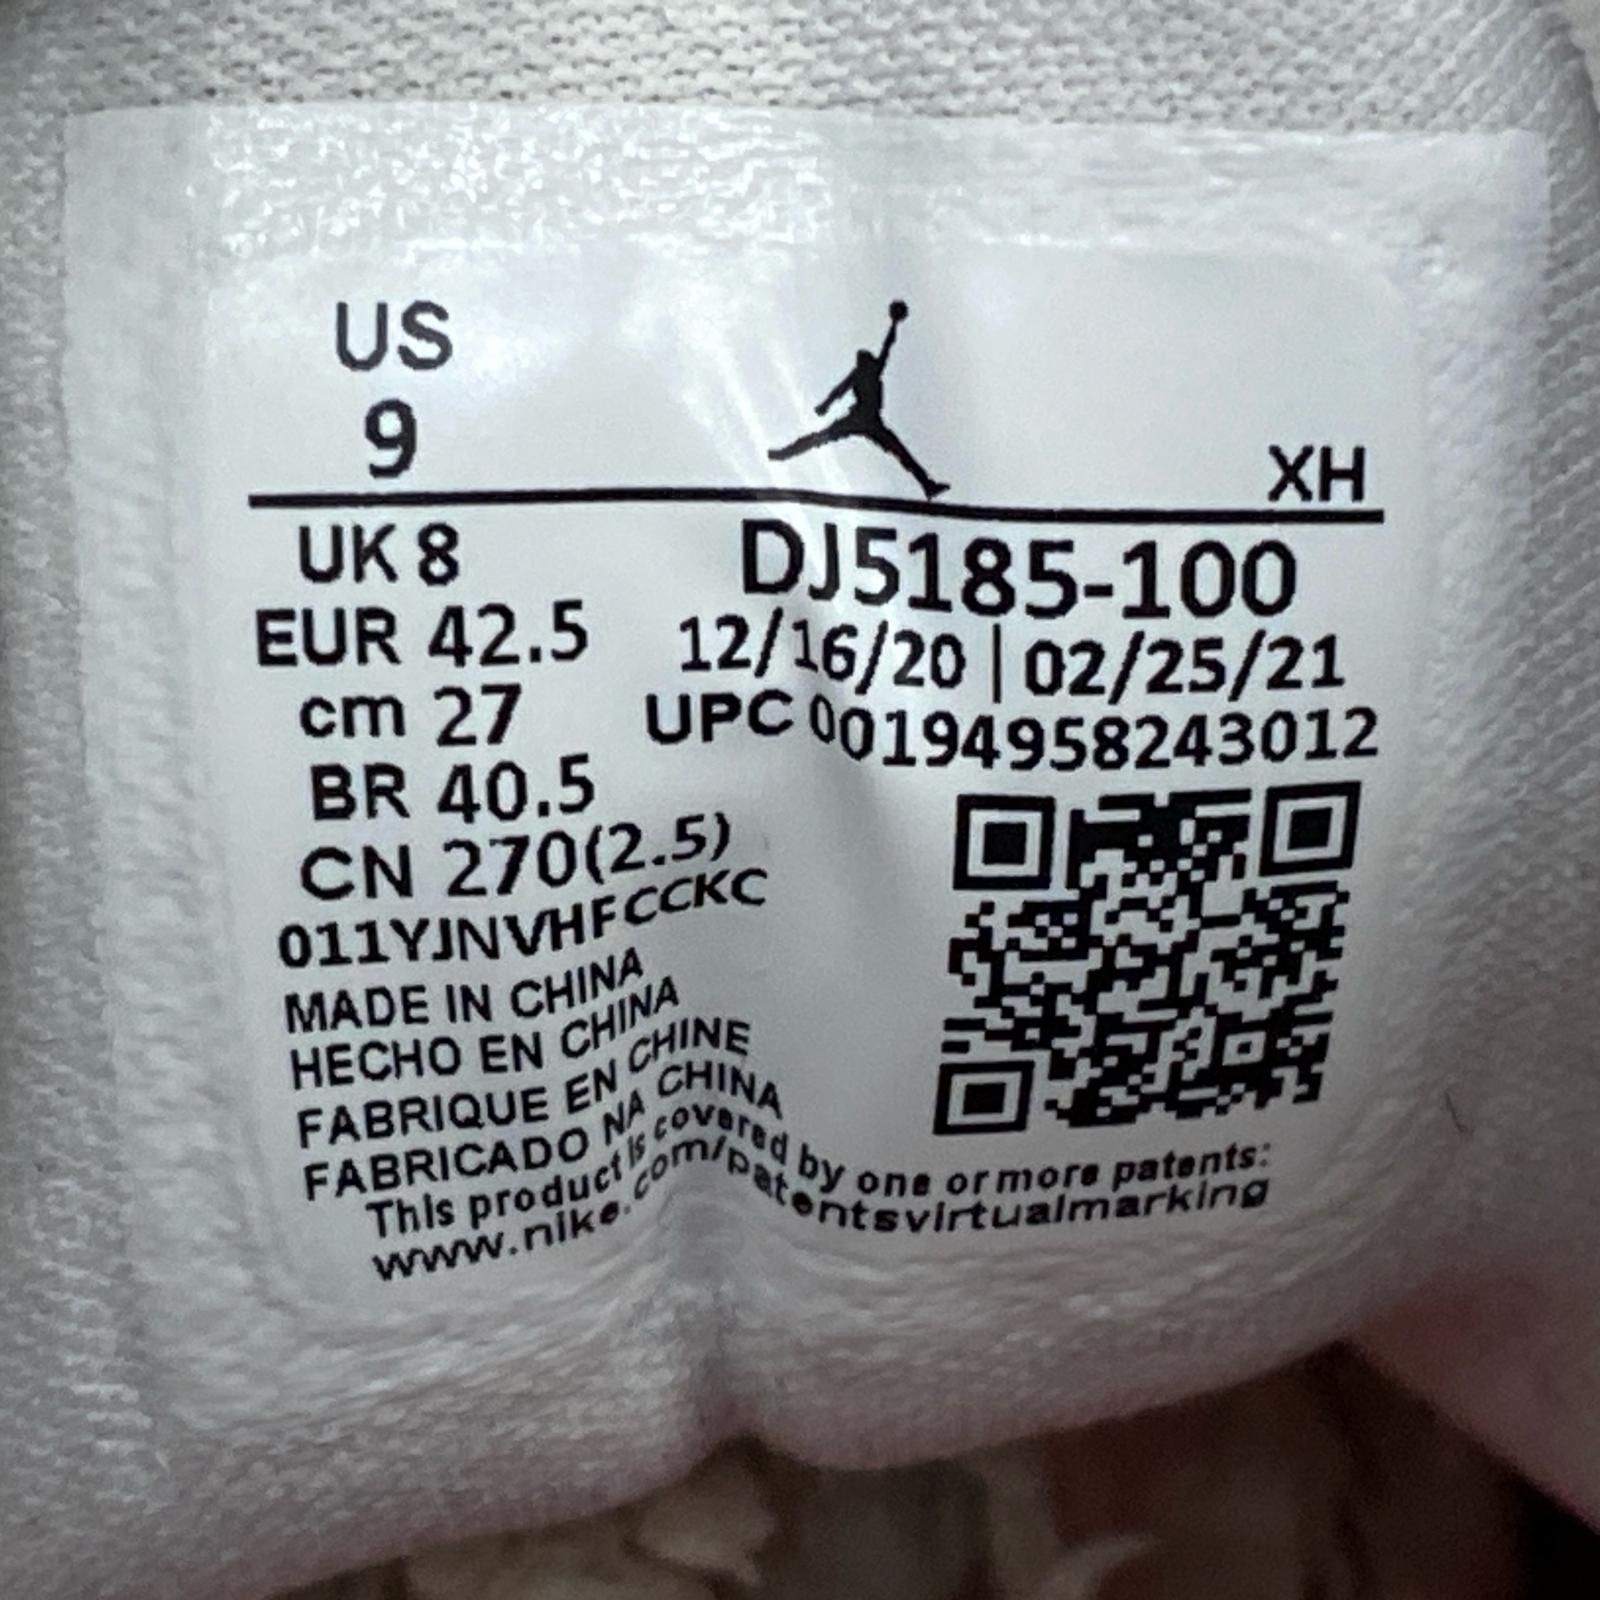 US
9
XH
UK 8
EUR 42.5
cm 27
BR 40.5
CN 270(2.5)
DJ5185-100
12/16/20 | 02/25/21
UPC 00194958243012
011YJNVHFCCKC
MADE IN CHINA
HECHO EN CHINA
FABRIQUE EN CHINE
FABRICADO NA CHINA
This product is covered by one or more patents:
www.nike.com/patentsvirtualmarking